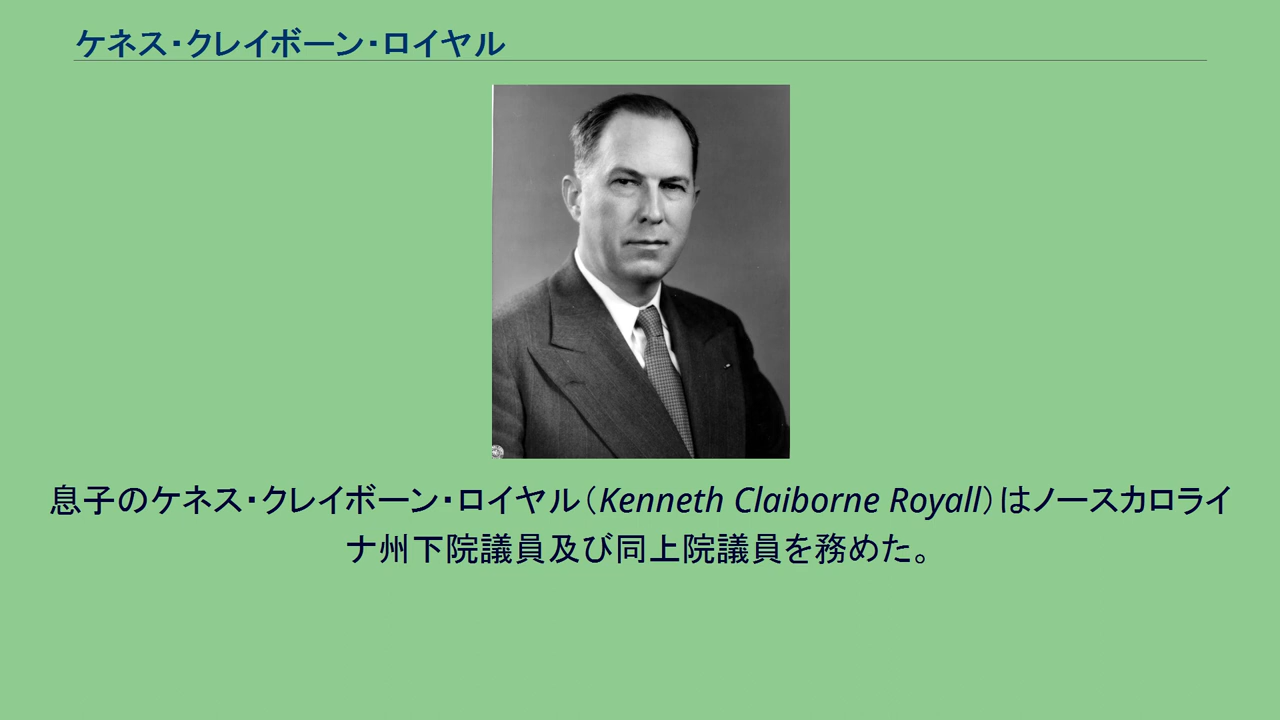 ケネス・クレイボーン・ロイヤル
息子のケネス・クレイボーン・ロイヤル（Kenneth Claiborne Royall）はノースカロライ
ナ州下院議員及び同上院議員を務めた。